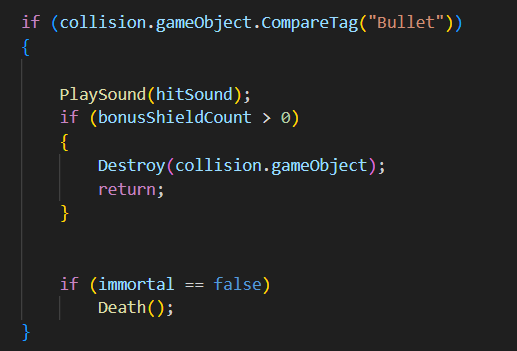 if (collision.gameObject.CompareTag("Bullet"))
{
PlaySound(hitSound);
if (bonusShieldCount > 0)
{
Destroy(collision.gameObject);
return;
}
if (immortal == false)
Death();
}